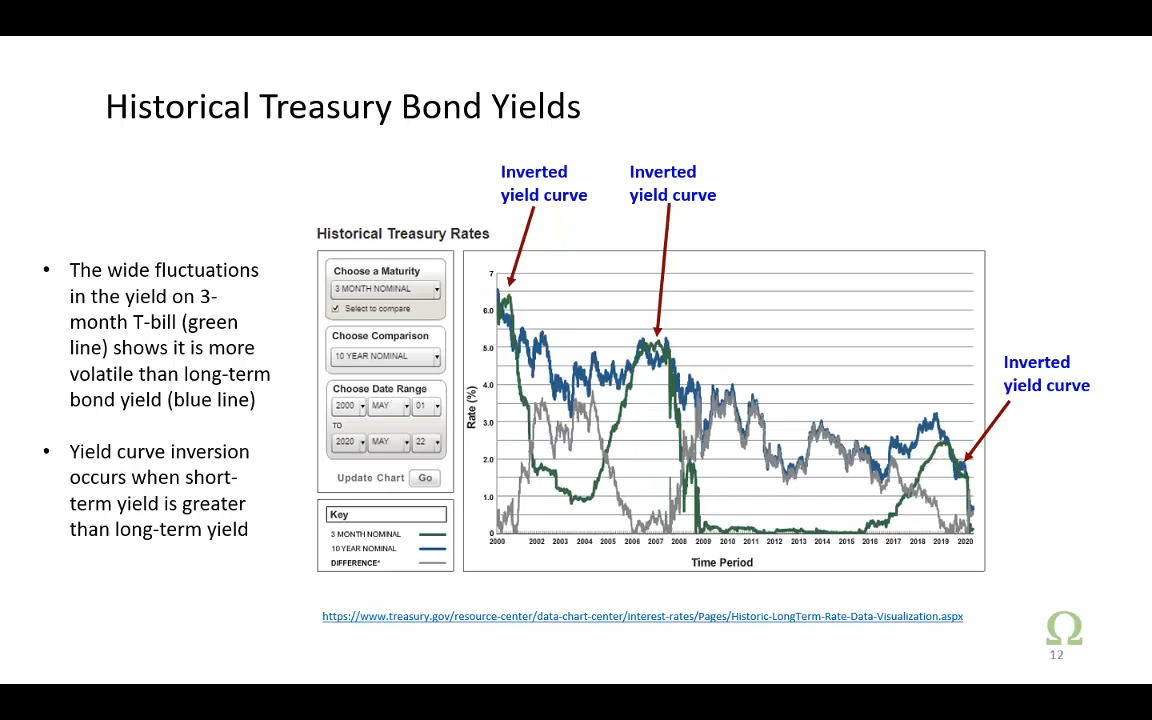 Historical Treasury Bond Yields
Inverted
yield curve
Inverted
yield curve
• The wide fluctuations
in the yield on 3-
month T-bill (green
line) shows it is more
volatile than long-term
bond yield (blue line)
• Yield curve inversion
occurs when short-
term yield is greater
than long-term yield
Historical Treasury Rates
Choose a Maturity
3 MONTH NOMINAL
Select to compare
Choose Comparison
10 YEAR NOMINAL
Choose Date Range
2000 MAY 01
TO
2020 MAY 22
Update Chart Go
Key
3 MONTH NOMINAL
10 YEAR NOMINAL
DIFFERENCE*
Rate (%)
7
6.0
5.0
4.0
3.0
2.0
1.0
0
2000 2002 2003 2004 2005 2006 2007 2008 2009 2010 2011 2012 2013 2014 2015 2016 2017 2018 2019 2020
Time Period
Inverted
yield curve
https://www.treasury.gov/resource-center/data-chart-center/interest-rates/Pages/Historic-LongTerm-Rate-Data-Visualization.aspx
Ω
12